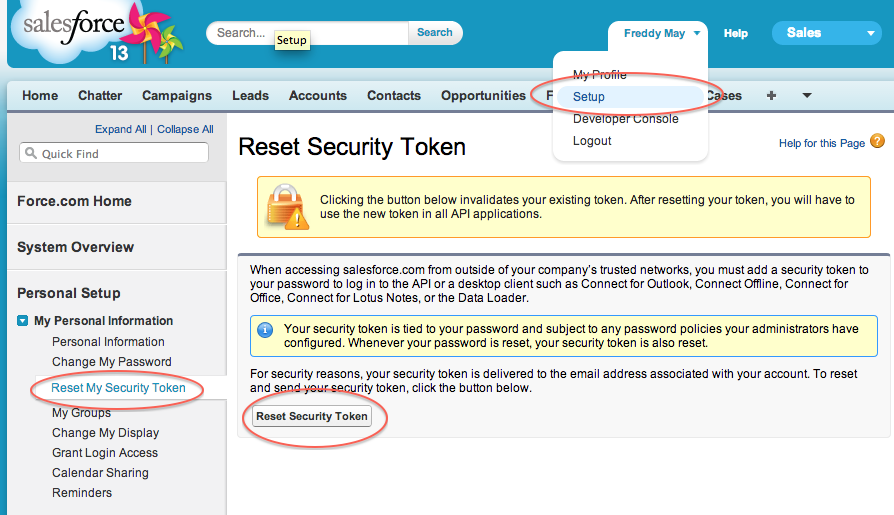 salesforce
13
Search...
Search
Setup
Freddy May
Help
Sales
My Profile
Setup
Developer Console
Logout
Home Chatter Campaigns Leads Accounts Contacts Opportunities F Cases +
Expand All | Collapse All
Quick Find
Force.com Home
System Overview
Personal Setup
My Personal Information
Personal Information
Change My Password
Reset My Security Token
My Groups
Change My Display
Grant Login Access
Calendar Sharing
Reminders
Reset Security Token
Help for this Page ?
Clicking the button below invalidates your existing token. After resetting your token, you will have to
use the new token in all API applications.
When accessing salesforce.com from outside of your company's trusted networks, you must add a security token to
your password to log in to the API or a desktop client such as Connect for Outlook, Connect Offline, Connect for
Office, Connect for Lotus Notes, or the Data Loader.
Your security token is tied to your password and subject to any password policies your administrators have
configured. Whenever your password is reset, your security token is also reset.
For security reasons, your security token is delivered to the email address associated with your account. To reset
and send your security token, click the button below.
Reset Security Token